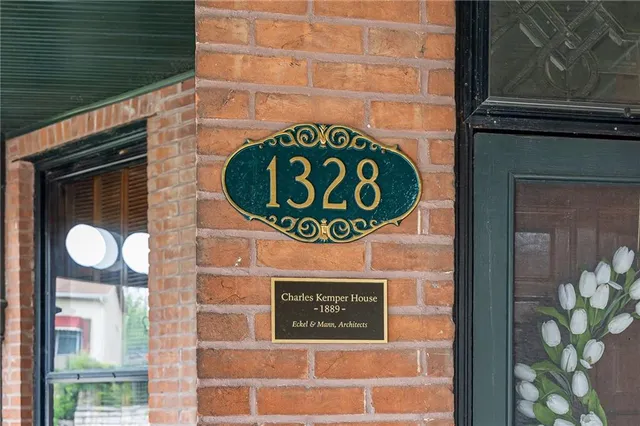 1328
Charles Kemper House
- 1889 -
Eckel & Mann, Architects